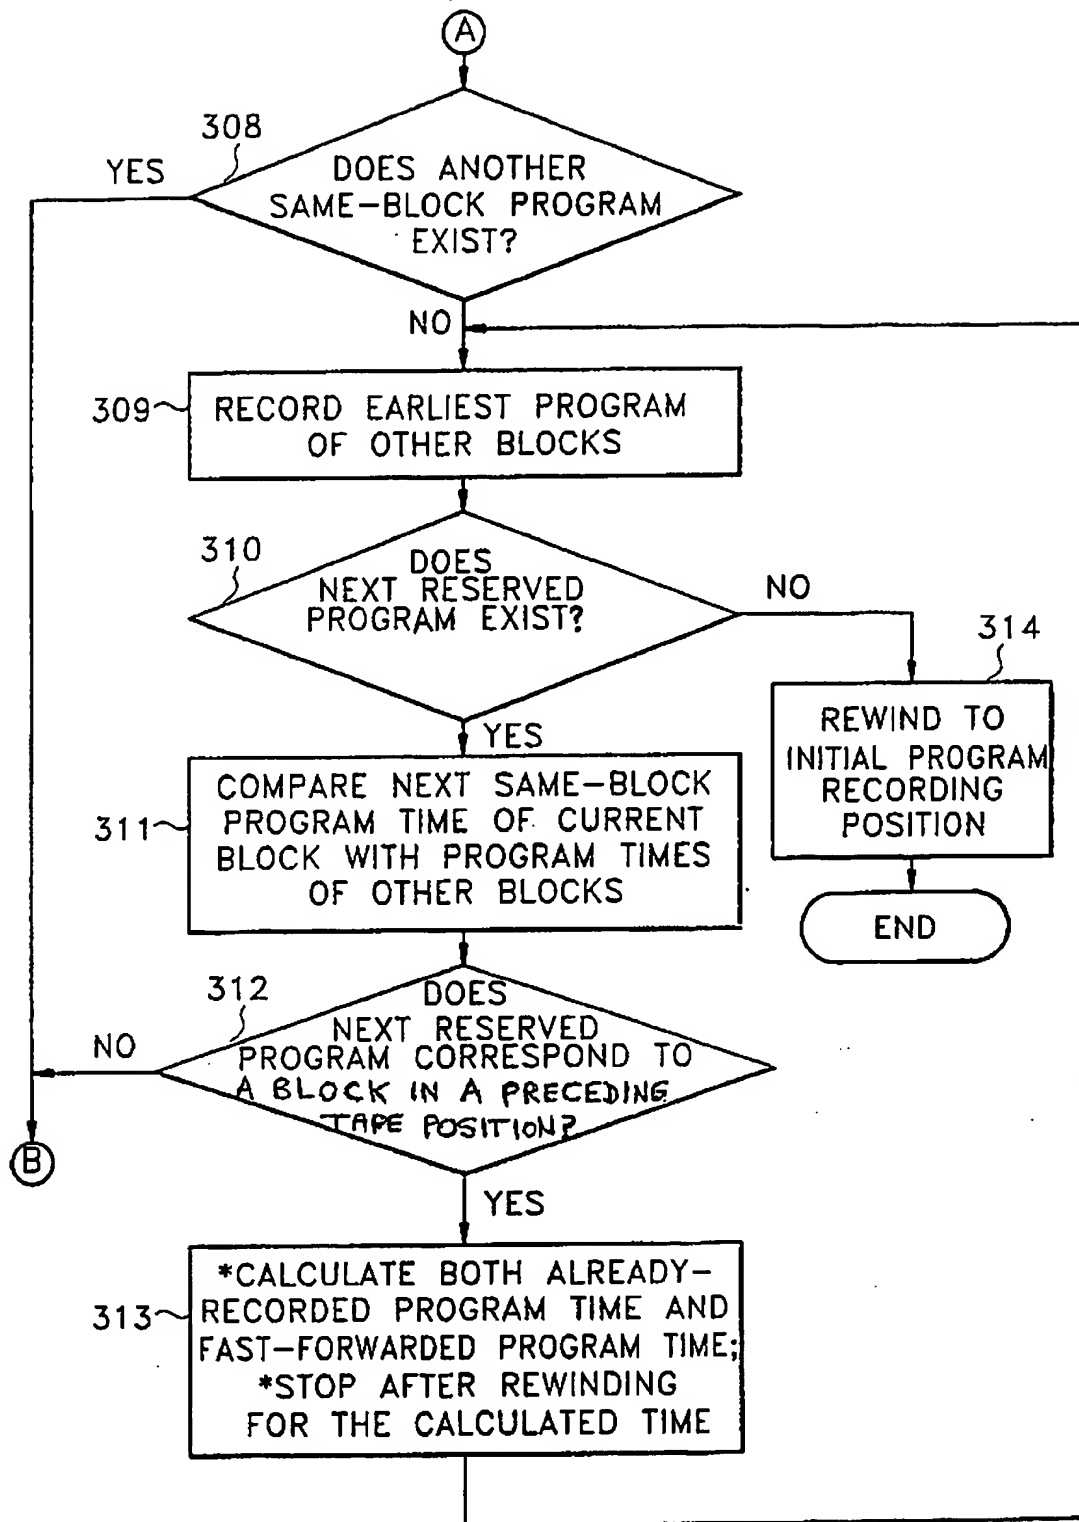 A
308
YES
DOES ANOTHER
SAME-BLOCK PROGRAM
EXIST?
NO
309
RECORD EARLIEST PROGRAM
OF OTHER BLOCKS
310
DOES
NEXT RESERVED
PROGRAM EXIST?
NO
314
REWIND TO
INITIAL PROGRAM
RECORDING
POSITION
YES
311
COMPARE NEXT SAME-BLOCK
PROGRAM TIME OF CURRENT
BLOCK WITH PROGRAM TIMES
OF OTHER BLOCKS
END
312
DOES
NEXT RESERVED
PROGRAM CORRESPOND TO
A BLOCK IN A PRECEDING
TAPE POSITION?
NO
B
YES
313
*CALCULATE BOTH ALREADY-
RECORDED PROGRAM TIME AND
FAST-FORWARDED PROGRAM TIME;
*STOP AFTER REWINDING
FOR THE CALCULATED TIME